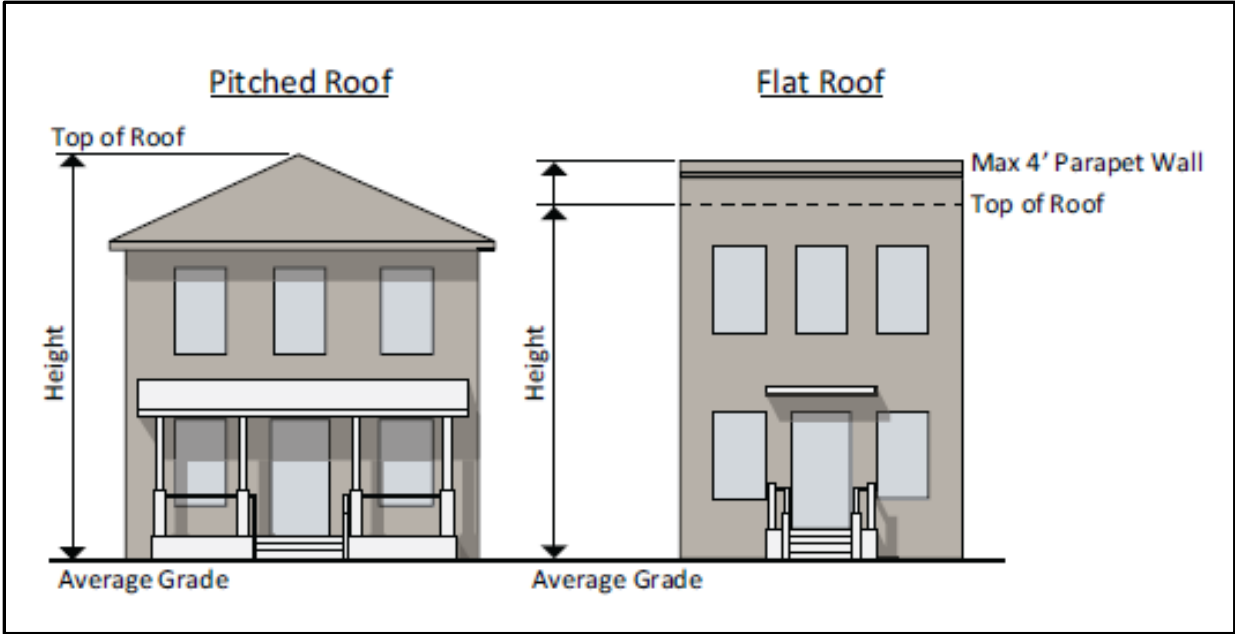 Pitched Roof
Flat Roof
Top of Roof
Max 4' Parapet Wall
Top of Roof
Height
Height
Average Grade
Average Grade